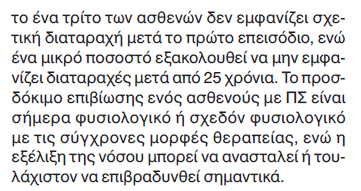 το ένα τρίτο των ασθενών δεν εμφανίζει σχε-
τική διαταραχή μετά το πρώτο επεισόδιο, ενώ
ένα μικρό ποσοστό εξακολουθεί να μην εμφα-
νίζει διαταραχές μετά από 25 χρόνια. Το προσ-
δόκιμο επιβίωσης ενός ασθενούς με ΠΣ είναι
σήμερα φυσιολογικό ή σχεδόν φυσιολογικό
με τις σύγχρονες μορφές θεραπείας, ενώ η
εξέλιξη της νόσου μπορεί να ανασταλεί ή του-
λάχιστον να επιβραδυνθεί σημαντικά.